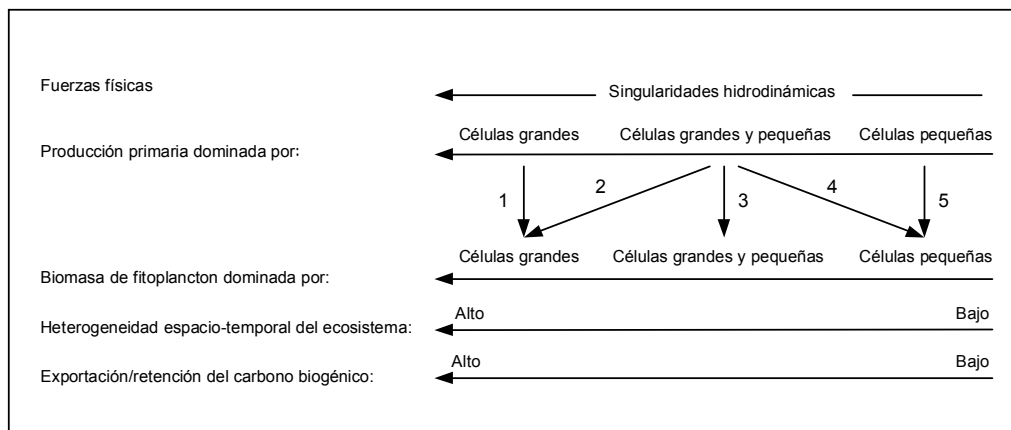 Fuerzas físicas
Singularidades hidrodinámicas
Células grandes Células grandes y pequeñas Células pequeñas
Producción primaria dominada por:
1 2 3 4 5
Células grandes Células grandes y pequeñas Células pequeñas
Biomasa de fitoplancton dominada por:
Alto Bajo
Heterogeneidad espacio-temporal del ecosistema:
Alto Bajo
Exportación/retención del carbono biogénico: